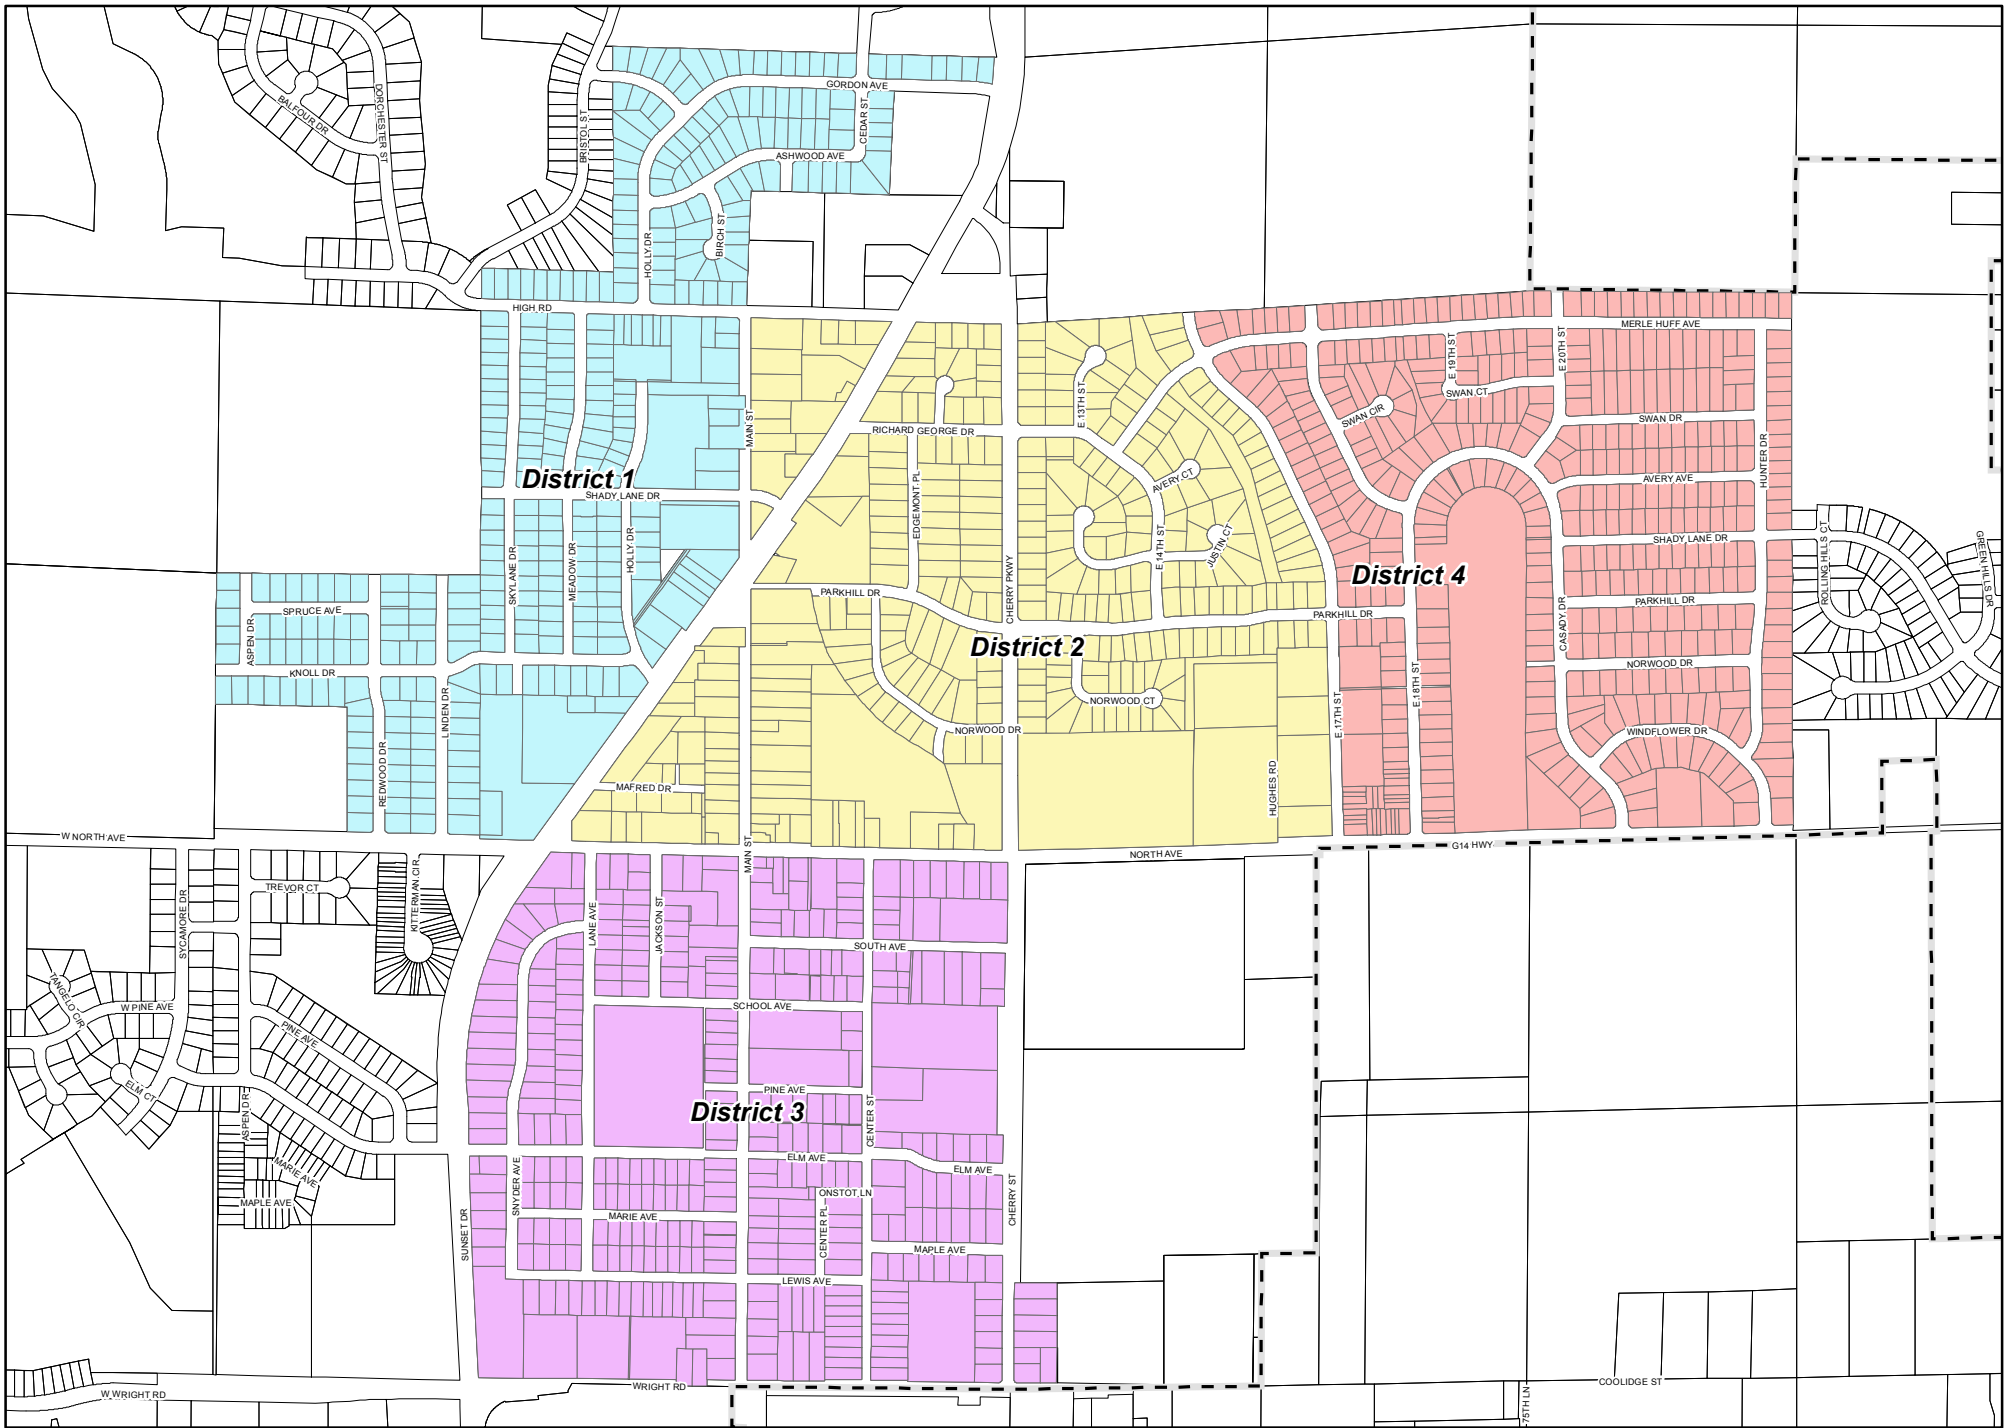 BALFOUR DR
DORCHESTER ST
BRISTOL ST
GORDON AVE
CEDAR ST
ASHWOOD AVE
BIRCH ST
HOLLY DR
HIGH RD
MAIN ST
MERLE HUFF AVE
E 19TH ST
E 20TH ST
SWAN CT
SWAN CIR
SWAN DR
E 13TH ST
RICHARD GEORGE DR
HUNTER DR
District 1
SHADY LANE DR
AVERY CT
AVERY AVE
EDGEMONT PL
E 14TH ST
JUSTIN CT
SHADY LANE DR
ROLLING HILLS CT
GREEN HILLS DR
SKYLANE DR
MEADOW DR
HOLLY DR
CHERRY PKWY
District 4
SPRUCE AVE
ASPEN DR
PARKHILL DR
PARKHILL DR
PARKHILL DR
CASADY DR
District 2
KNOLL DR
LINDEN DR
NORWOOD DR
E 18TH ST
NORWOOD CT
E 17TH ST
NORWOOD DR
WINDFLOWER DR
REDWOOD DR
MAFRED DR
HUGHES RD
W NORTH AVE
MAIN ST
NORTH AVE
G14 HWY
TREVOR CT
KITTERMAN CIR
SYCAMORE DR
LANE AVE
JACKSON ST
SOUTH AVE
TANGELO CIR
W PINE AVE
PINE AVE
SCHOOL AVE
ELM CT
ASPEN DR
PINE AVE
District 3
CENTER ST
MARIE AVE
ELM AVE
ELM AVE
SNYDER AVE
ONSTOT LN
MAPLE AVE
MARIE AVE
CENTER PL
CHERRY ST
SUNSET DR
MAPLE AVE
LEWIS AVE
WRIGHT RD
W WRIGHT RD
COOLIDGE ST
75TH LN